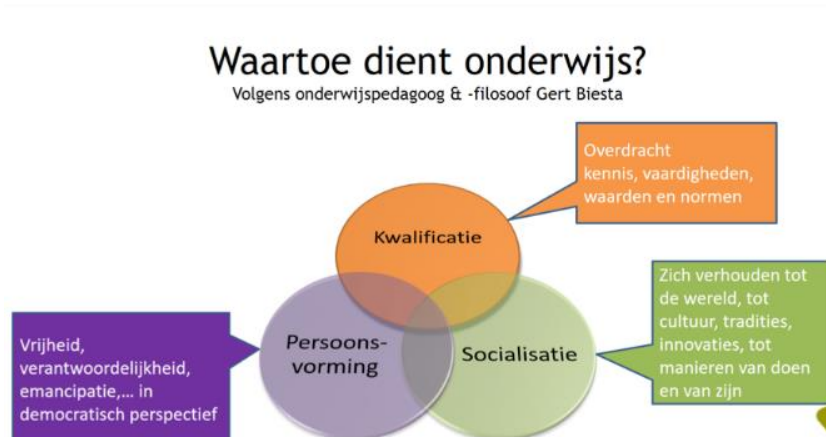 Waartoe dient onderwijs?
Volgens onderwijspedagoog & -filosoof Gert Biesta
Overdracht
kennis, vaardigheden,
waarden en normen
Kwalificatie
Zich verhouden tot
de wereld, tot
cultuur, tradities,
innovaties, tot
manieren van doen
en van zijn
Persoons-
vorming
Socialisatie
Vrijheid,
verantwoordelijkheid,
emancipatie,... in
democratisch perspectief